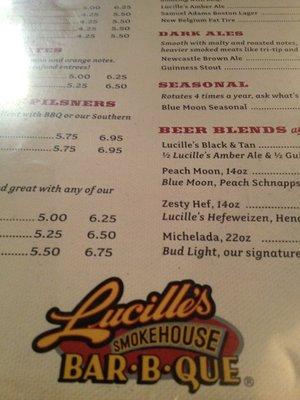 4.25 5.50
4.25 5.50
4.25 5.50
ATES
and orange notes.
seafood entrees!)
5.00 6.25
5.00 6.25
PILSNERS
llent with BBQ or our Southern
5.75 6.95
5.75 6.95
nd great with any of our
5.00 6.25
5.25 6.50
5.50 6.75
Lucille's Amber Ale
Samuel Adams Boston Lager
New Belgium Fat Tire
DARK ALES
Smooth with malty and roasted notes,
heavier smoked meats like tri-tip and
Newcastle Brown Ale
Guinness Stout
SEASONAL
Rotates 4 times a year, ask what's
Blue Moon Seasonal
BEER BLENDS
Lucille's Black & Tan
½ Lucille's Amber Ale & ½ Gu
Peach Moon, 14oz
Blue Moon, Peach Schnapps
Zesty Hef, 14oz
Lucille's Hefeweizen, Hen
Michelada, 22oz
Bud Light, our signature
Lucille's
SMOKEHOUSE
BAR·B·QUE®